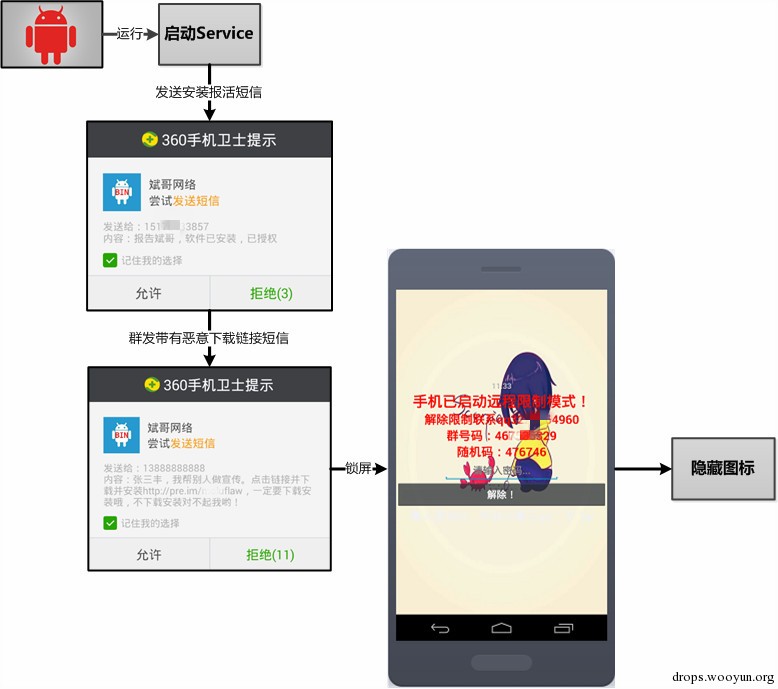 运行
启动Service
发送安装报活短信
360手机卫士提示
BIN
斌哥网络
尝试发送短信
发送给：151 3857
内容：报告斌哥，软件已安装，已授权
记住我的选择
允许
拒绝(3)
群发带有恶意下载链接短信
360手机卫士提示
BIN
斌哥网络
尝试发送短信
发送给：13888888888
内容：张三丰，我帮别人做宣传。点击链接并下
载并安装http://pre.im/ uflaw，一定要下载安
装哦，不下载安装对不起我哟！
记住我的选择
允许
拒绝(11)
锁屏
11:33
手机已启动远程限制模式！
解除限制联系 4960
群号码：467 329
随机码：476746
请输入密码...
解除！
隐藏图标
drops.wooyun.org